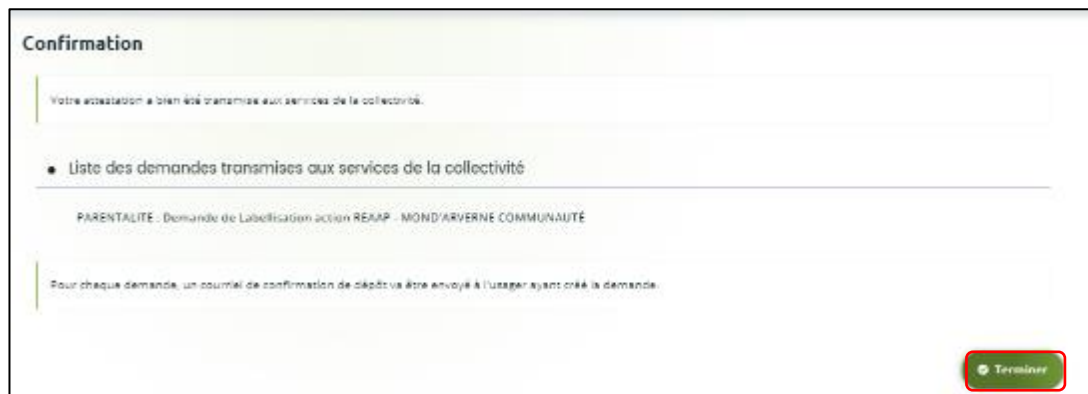 Confirmation
Votre attestation a bien été transmise aux services de la collectivité.
Liste des demandes transmises aux services de la collectivité
PARENTALITE : Demande de Labellisation action REAAP - MOND'ARVERNE COMMUNAUTÉ
Pour chaque demande, un courriel de confirmation de dépôt va être envoyé à l'usager ayant créé la demande.
Terminer